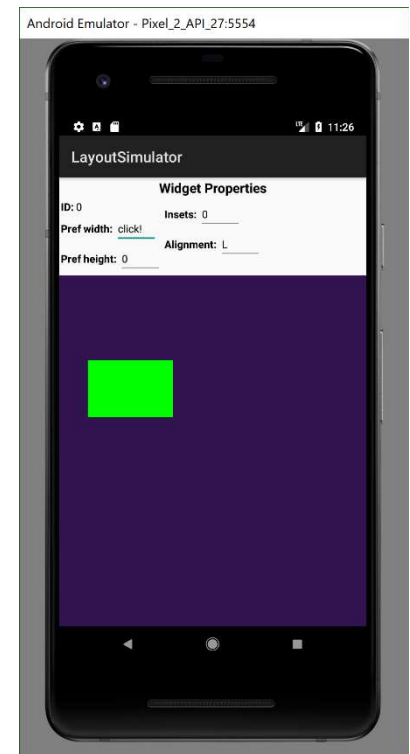 Android Emulator - Pixel_2_API_27:5554
11:26
LayoutSimulator
Widget Properties
ID: 0
Insets: 0
Pref width: click!
Alignment: L
Pref height: 0